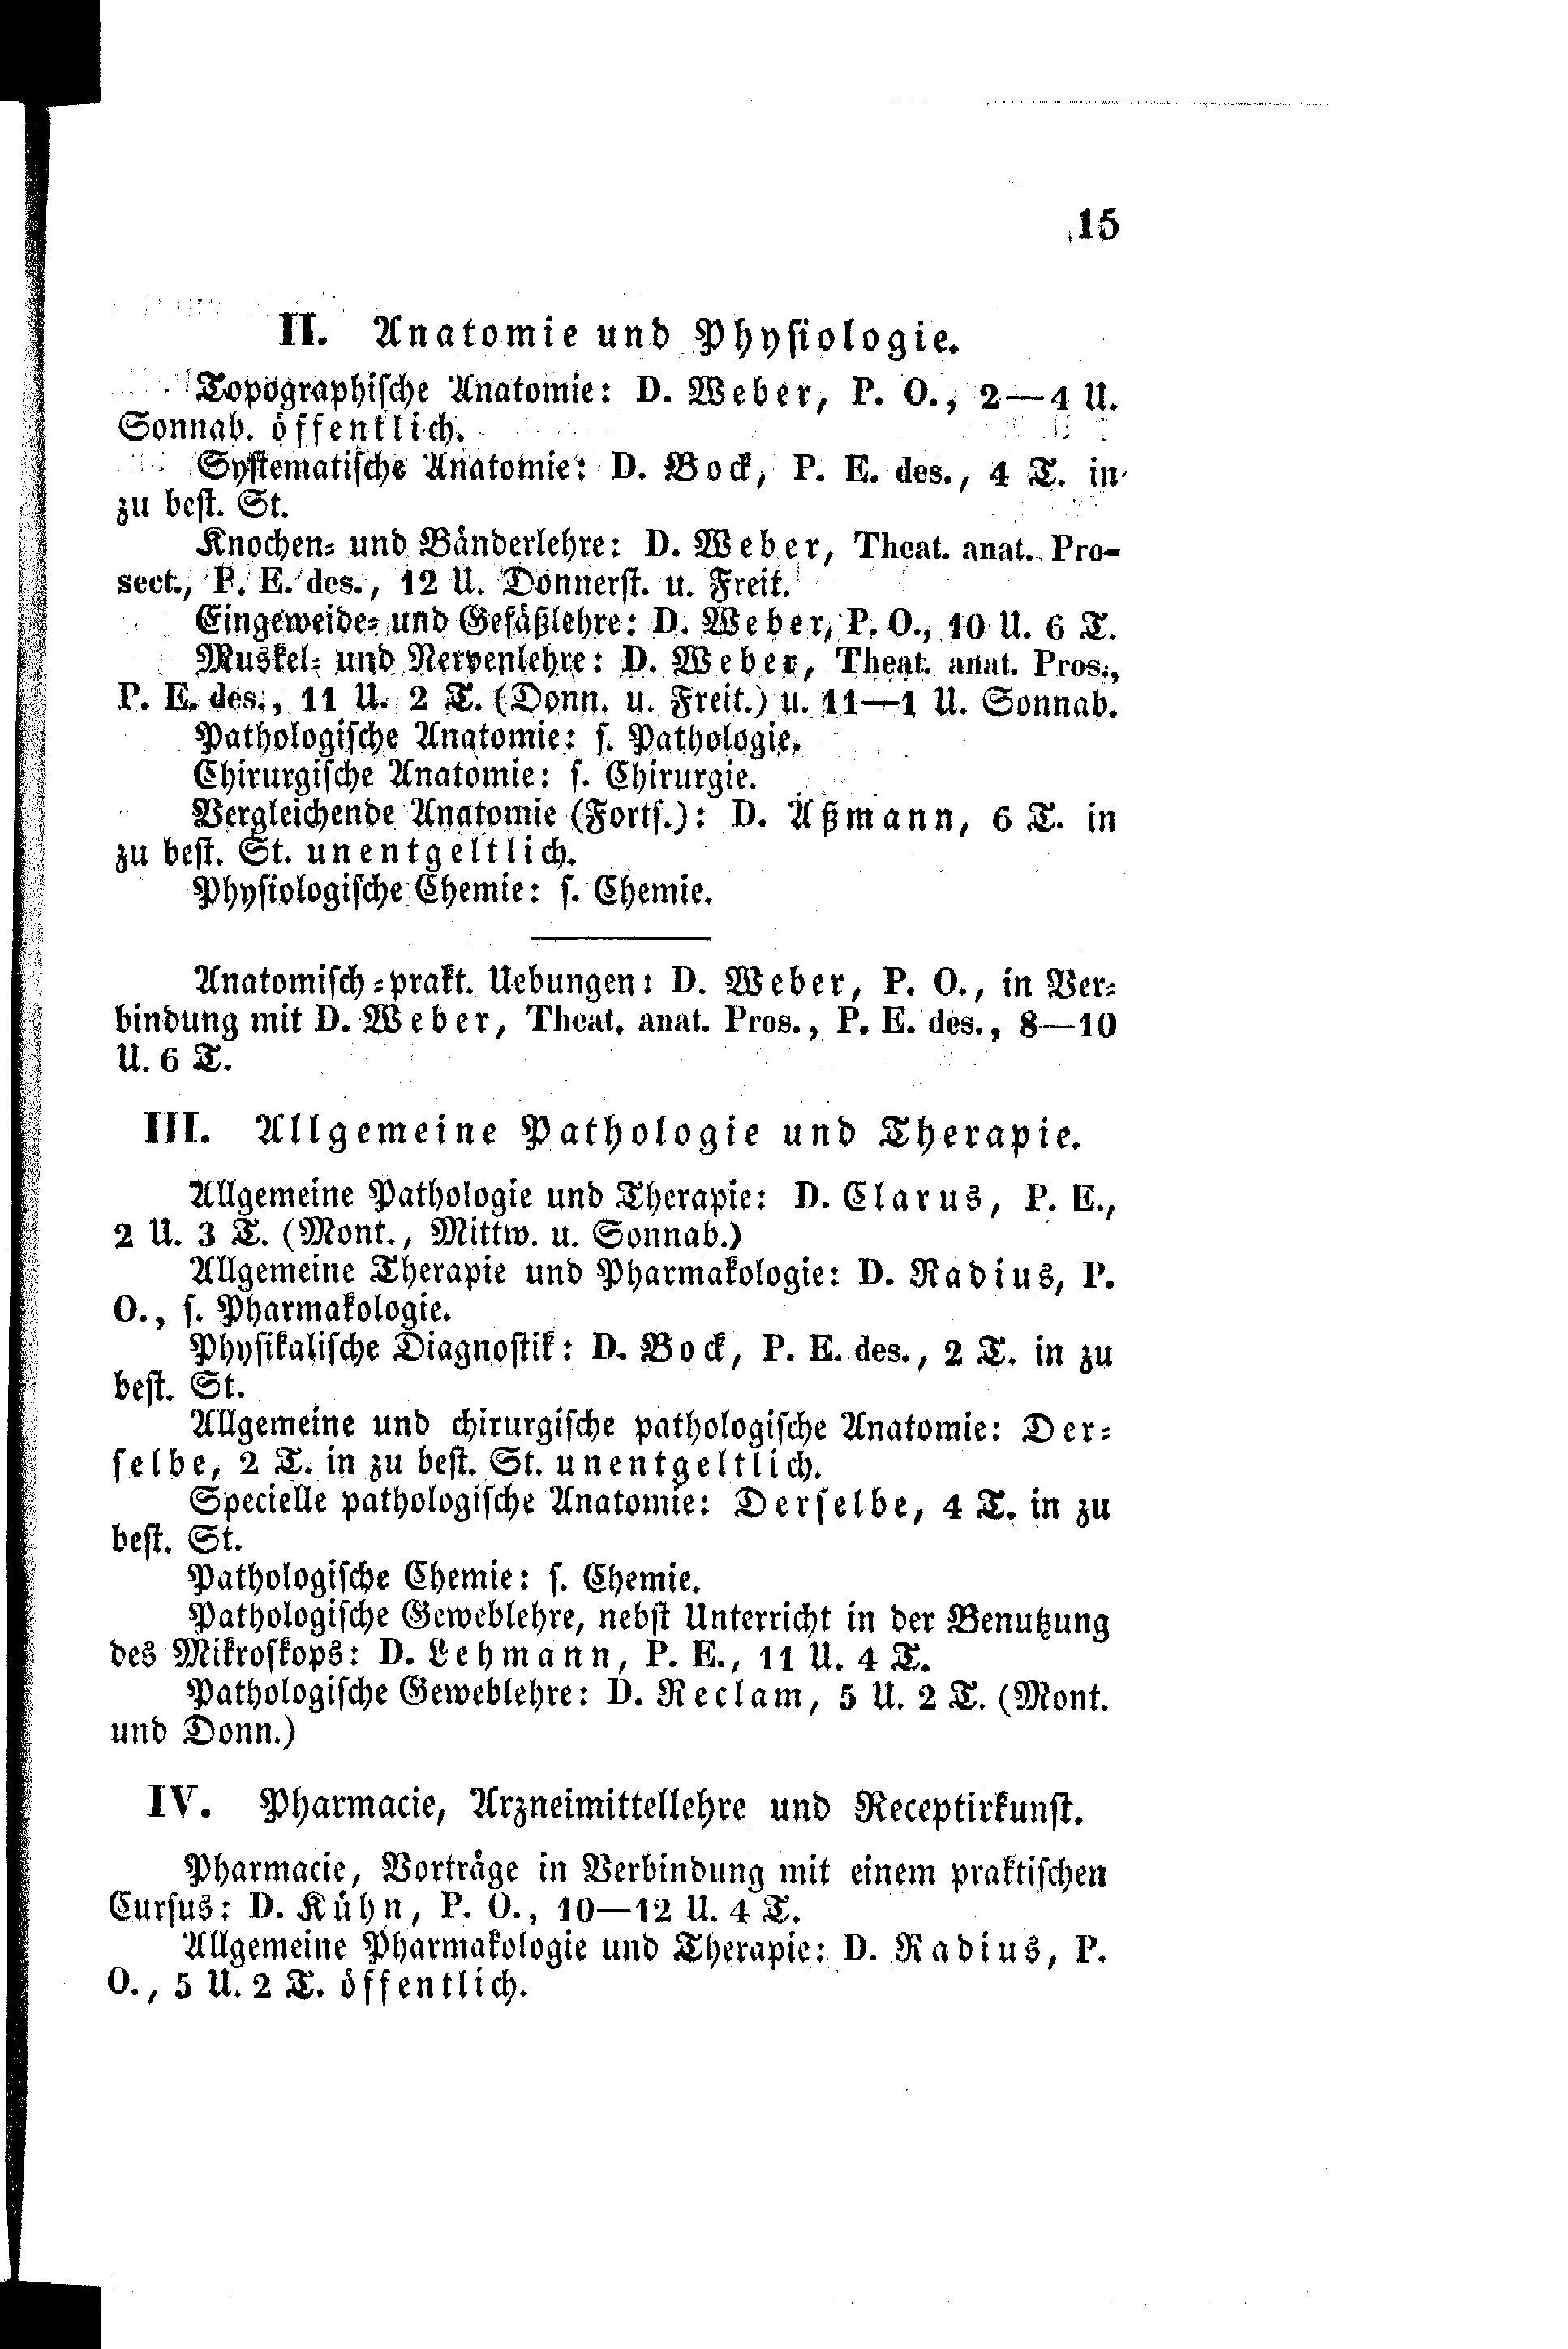 15
II. Anatomie und Physiologie.
Topographische Anatomie: D. Weber, P. O., 2—4 U.
Sonnab. öffentlich.
Systematische Anatomie: D. Bock, P. E. des., 4 T. in
zu best. St.
Knochen- und Bänderlehre: D. Weber, Theat. anat. Pro-
sect., P. E. des., 12 U. Donnerst. u. Freit.
Eingeweide- und Gefäßlehre: D. Weber, P. O., 10 U. 6 T.
Muskel- und Nervenlehre: D. Weber, Theat. anat. Pros.,
P. E. des., 11 U. 2 T. (Donn. u. Freit.) u. 11—1 U. Sonnab.
Pathologische Anatomie: s. Pathologie.
Chirurgische Anatomie: s. Chirurgie.
Vergleichende Anatomie (Forts.): D. Aßmann, 6 T. in
zu best. St. unentgeltlich.
Physiologische Chemie: s. Chemie.
Anatomisch-prakt. Uebungen: D. Weber, P. O., in Ver-
bindung mit D. Weber, Theat. anat. Pros., P. E. des., 8—10
U. 6 T.
III. Allgemeine Pathologie und Therapie.
Allgemeine Pathologie und Therapie: D. Clarus, P. E.,
2 U. 3 T. (Mont., Mittw. u. Sonnab.)
Allgemeine Therapie und Pharmakologie: D. Radius, P.
O., s. Pharmakologie.
Physikalische Diagnostik: D. Bock, P. E. des., 2 T. in zu
best. St.
Allgemeine und chirurgische pathologische Anatomie: Der-
selbe, 2 T. in zu best. St. unentgeltlich.
Specielle pathologische Anatomie: Derselbe, 4 T. in zu
best. St.
Pathologische Chemie: s. Chemie.
Pathologische Geweblehre, nebst Unterricht in der Benutzung
des Mikroskops: D. Lehmann, P. E., 11 U. 4 T.
Pathologische Geweblehre: D. Reclam, 5 U. 2 T. (Mont.
und Donn.)
IV. Pharmacie, Arzneimittellehre und Receptirkunst.
Pharmacie, Vorträge in Verbindung mit einem praktischen
Cursus: D. Kühn, P. O., 10—12 U. 4 T.
Allgemeine Pharmakologie und Therapie: D. Radius, P.
O., 5 U. 2 T. öffentlich.